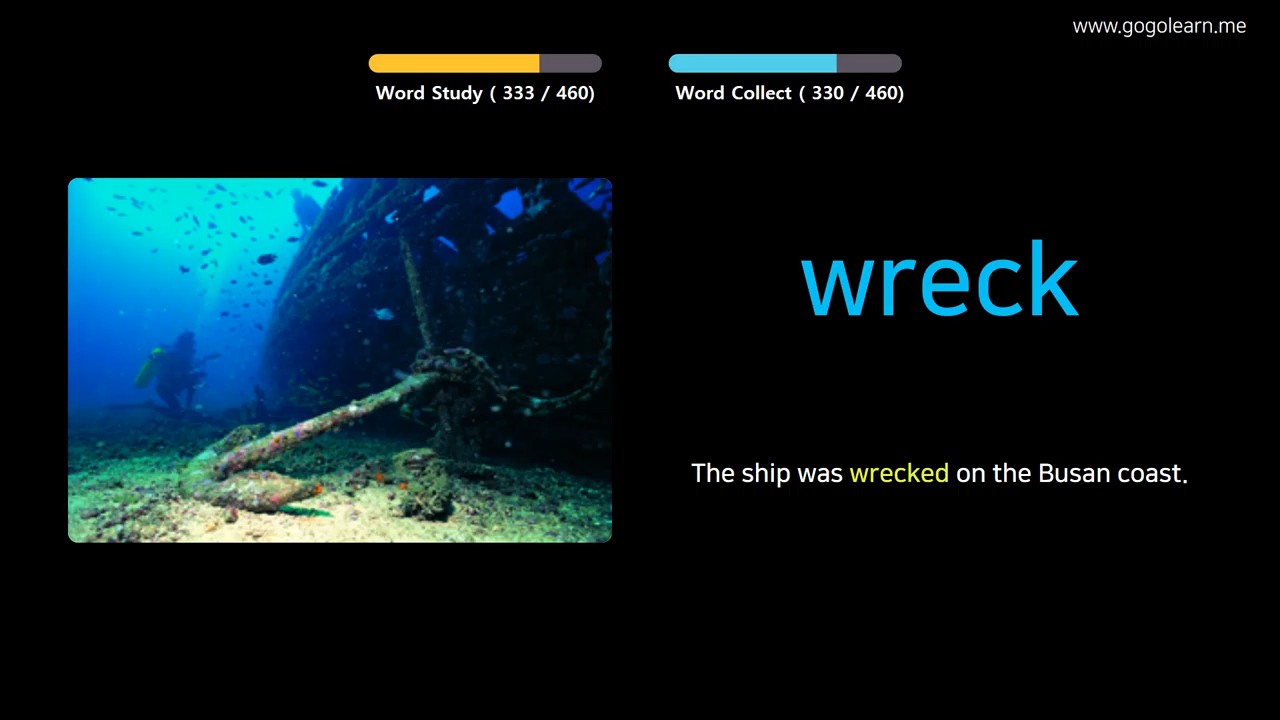 www.gogolearn.me
Word Study ( 333 / 460)
Word Collect ( 330 / 460)
wreck
The ship was wrecked on the Busan coast.